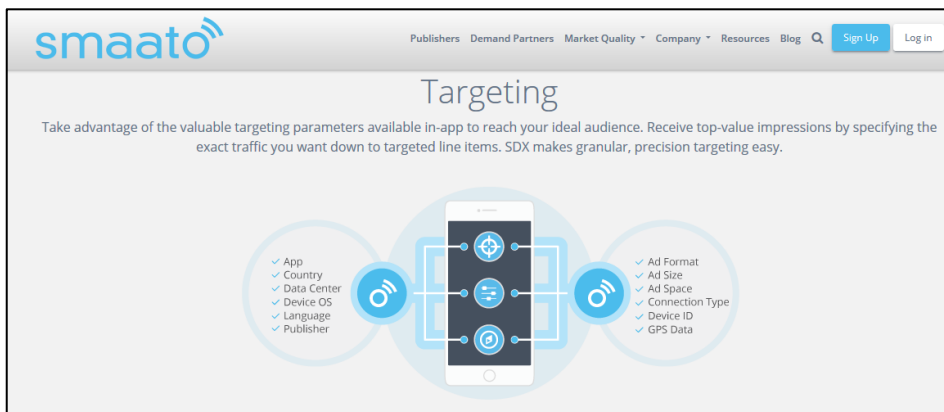 smaato
Publishers Demand Partners Market Quality Company Resources Blog Sign Up Log in
Targeting
Take advantage of the valuable targeting parameters available in-app to reach your ideal audience. Receive top-value impressions by specifying the
exact traffic you want down to targeted line items. SDX makes granular, precision targeting easy.
App
Country
Data Center
Device OS
Language
Publisher
Ad Format
Ad Size
Ad Space
Connection Type
Device ID
GPS Data